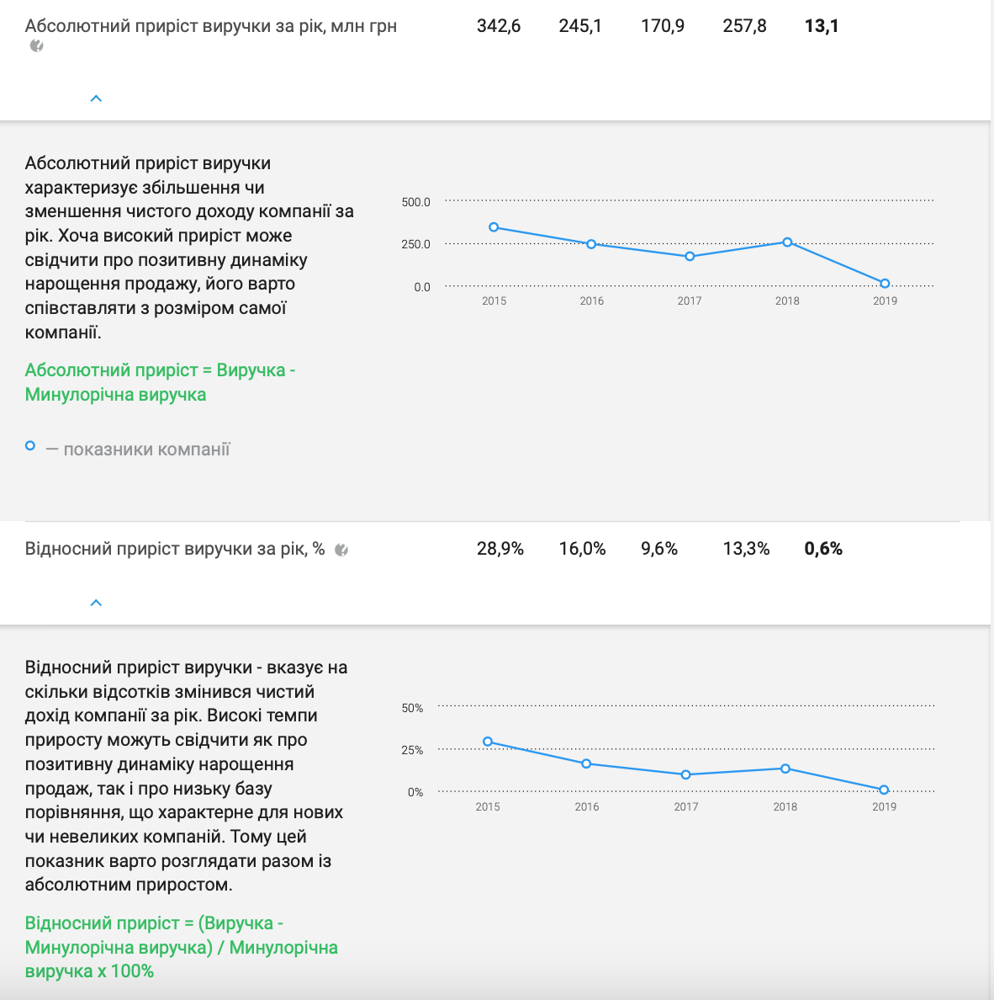 Абсолютний приріст виручки за рік, млн грн 342,6 245,1 170,9 257,8 13,1
Абсолютний приріст виручки
характеризує збільшення чи
зменшення чистого доходу компанії за
рік. Хоча високий приріст може
свідчити про позитивну динаміку
нарощення продажу, його варто
співставляти з розміром самої
компанії.
Абсолютний приріст = Виручка -
Минулорічна виручка
— показники компанії
500.0
250.0
0.0
2015 2016 2017 2018 2019
Відносний приріст виручки за рік, % 28,9% 16,0% 9,6% 13,3% 0,6%
Відносний приріст виручки - вказує на
скільки відсотків змінився чистий
дохід компанії за рік. Високі темпи
приросту можуть свідчити як про
позитивну динаміку нарощення
продаж, так і про низьку базу
порівняння, що характерне для нових
чи невеликих компаній. Тому цей
показник варто розглядати разом із
абсолютним приростом.
Відносний приріст = (Виручка -
Минулорічна виручка) / Минулорічна
виручка х 100%
50%
25%
0%
2015 2016 2017 2018 2019